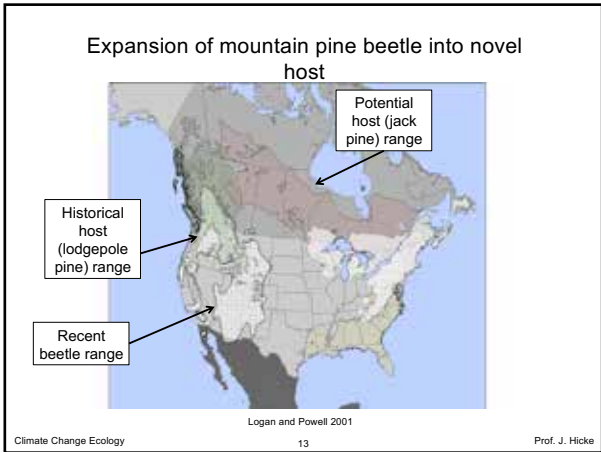 Expansion of mountain pine beetle into novel
host
Potential
host (jack
pine) range
Historical
host
(lodgepole
pine) range
Recent
beetle range
Logan and Powell 2001
Climate Change Ecology
13
Prof. J. Hicke